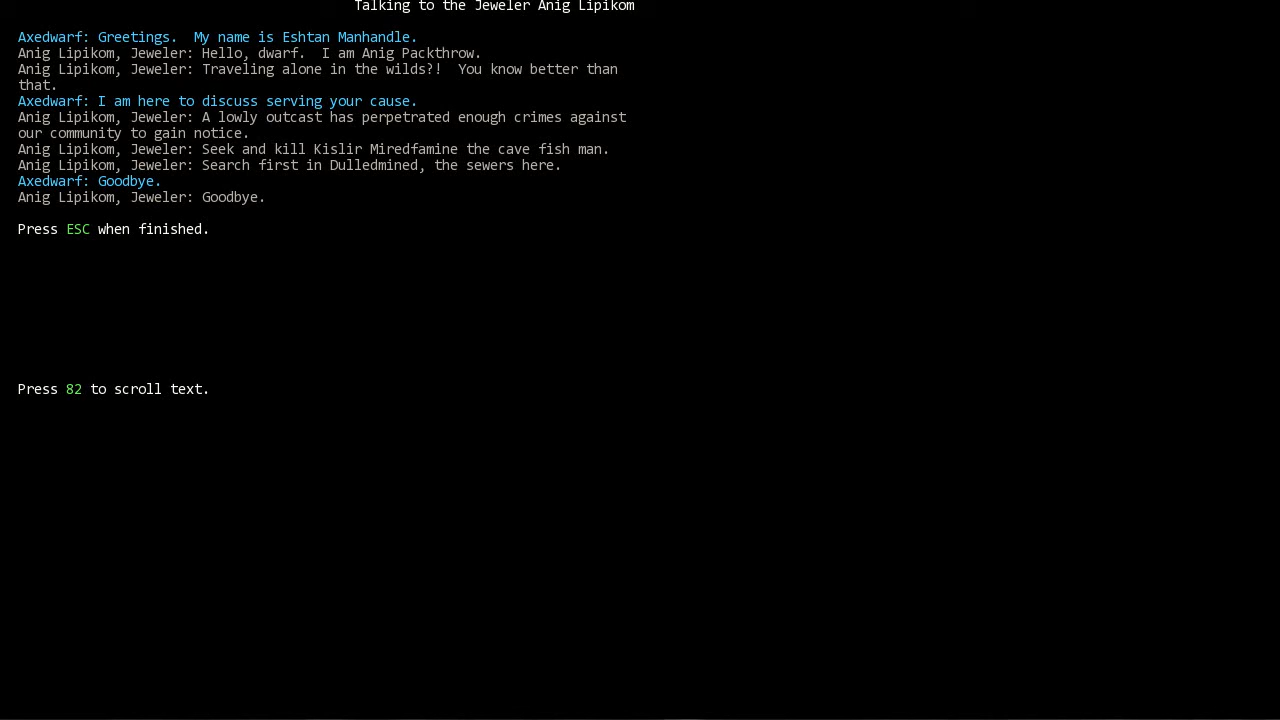 Talking to the Jeweler Anig Lipikom
Axedwarf: Greetings.  My name is Eshtan Manhandle.
Anig Lipikom, Jeweler: Hello, dwarf.  I am Anig Packthrow.
Anig Lipikom, Jeweler: Traveling alone in the wilds?!  You know better than
that.
Axedwarf: I am here to discuss serving your cause.
Anig Lipikom, Jeweler: A lowly outcast has perpetrated enough crimes against
our community to gain notice.
Anig Lipikom, Jeweler: Seek and kill Kislir Miredfamine the cave fish man.
Anig Lipikom, Jeweler: Search first in Dulledmined, the sewers here.
Axedwarf: Goodbye.
Anig Lipikom, Jeweler: Goodbye.
Press ESC when finished.
Press 82 to scroll text.